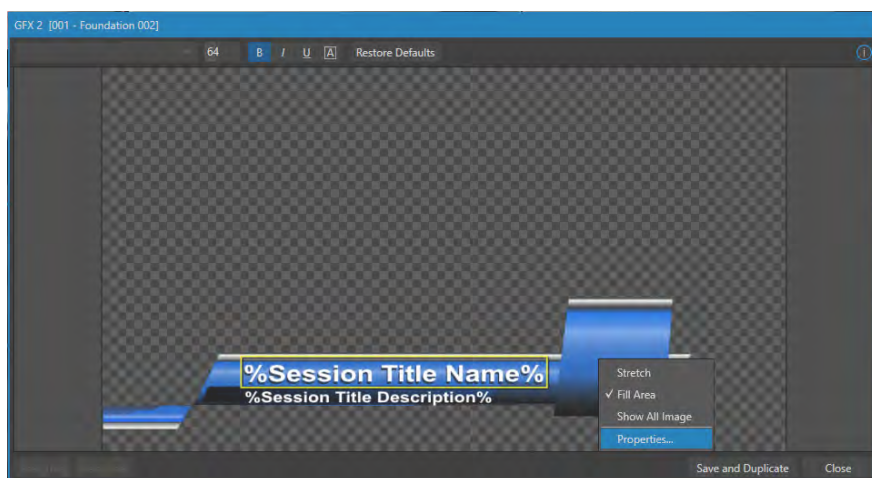 GFX 2 [001 - Foundation 002]
64 B I U A Restore Defaults
%Session Title Name%
%Session Title Description%
Stretch
✓ Fill Area
Show All Image
Properties...
Save and Duplicate Close